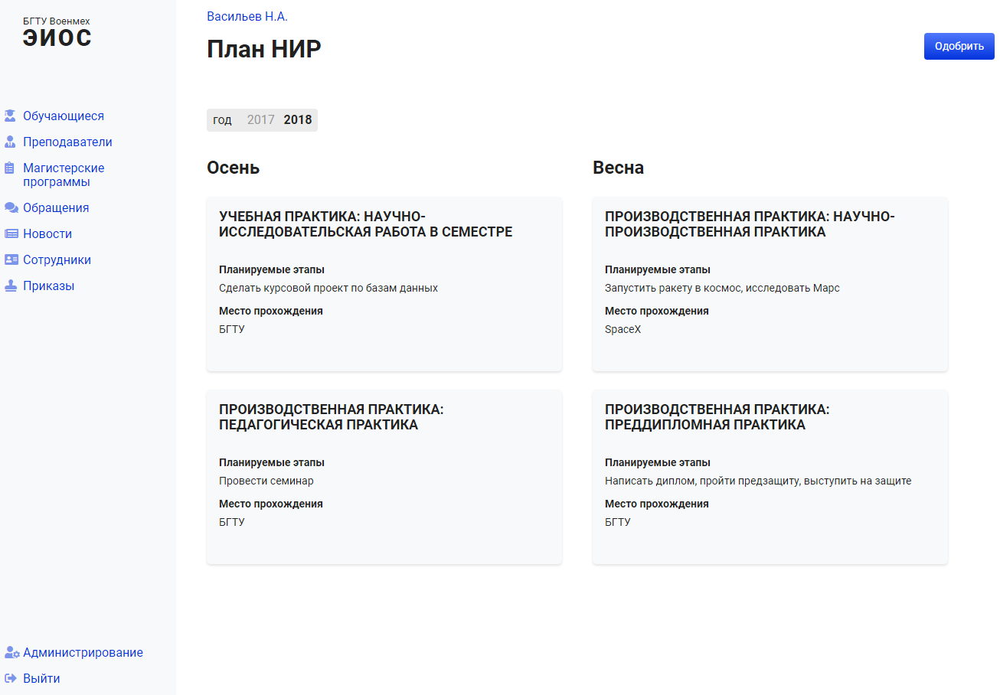 БГТУ Военмех
ЭИОС
Обучающиеся
Преподаватели
Магистерские
программы
Обращения
Новости
Сотрудники
Приказы
Администрирование
Выйти
Васильев Н.А.
План НИР
Одобрить
год 2017 2018
Осень
УЧЕБНАЯ ПРАКТИКА: НАУЧНО-
ИССЛЕДОВАТЕЛЬСКАЯ РАБОТА В СЕМЕСТРЕ
Планируемые этапы
Сделать курсовой проект по базам данных
Место прохождения
БГТУ
ПРОИЗВОДСТВЕННАЯ ПРАКТИКА:
ПЕДАГОГИЧЕСКАЯ ПРАКТИКА
Планируемые этапы
Провести семинар
Место прохождения
БГТУ
Весна
ПРОИЗВОДСТВЕННАЯ ПРАКТИКА: НАУЧНО-
ПРОИЗВОДСТВЕННАЯ ПРАКТИКА
Планируемые этапы
Запустить ракету в космос, исследовать Марс
Место прохождения
SpaceX
ПРОИЗВОДСТВЕННАЯ ПРАКТИКА:
ПРЕДДИПЛОМНАЯ ПРАКТИКА
Планируемые этапы
Написать диплом, пройти предзащиту, выступить на защите
Место прохождения
БГТУ